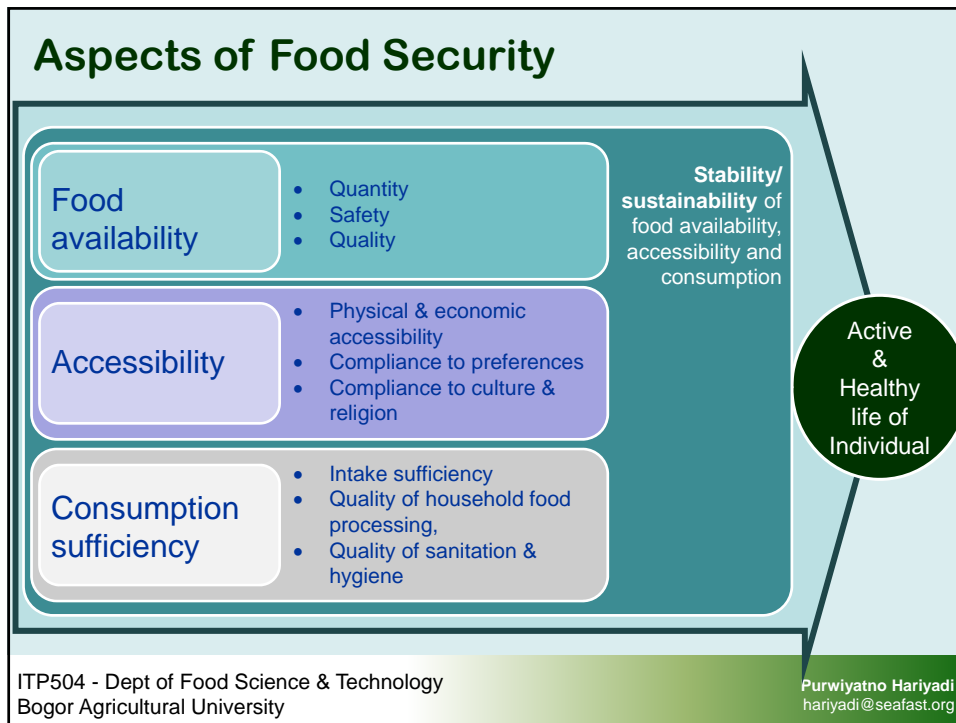 Aspects of Food Security
Food
availability
• Quantity
• Safety
• Quality
Stability/
sustainability of
food availability,
accessibility and
consumption
Accessibility
• Physical & economic
accessibility
• Compliance to preferences
• Compliance to culture &
religion
Consumption
sufficiency
• Intake sufficiency
• Quality of household food
processing,
• Quality of sanitation &
hygiene
Active
&
Healthy
life of
Individual
ITP504 - Dept of Food Science & Technology
Bogor Agricultural University
Purwiyatno Hariyadi
hariyadi@seafast.org